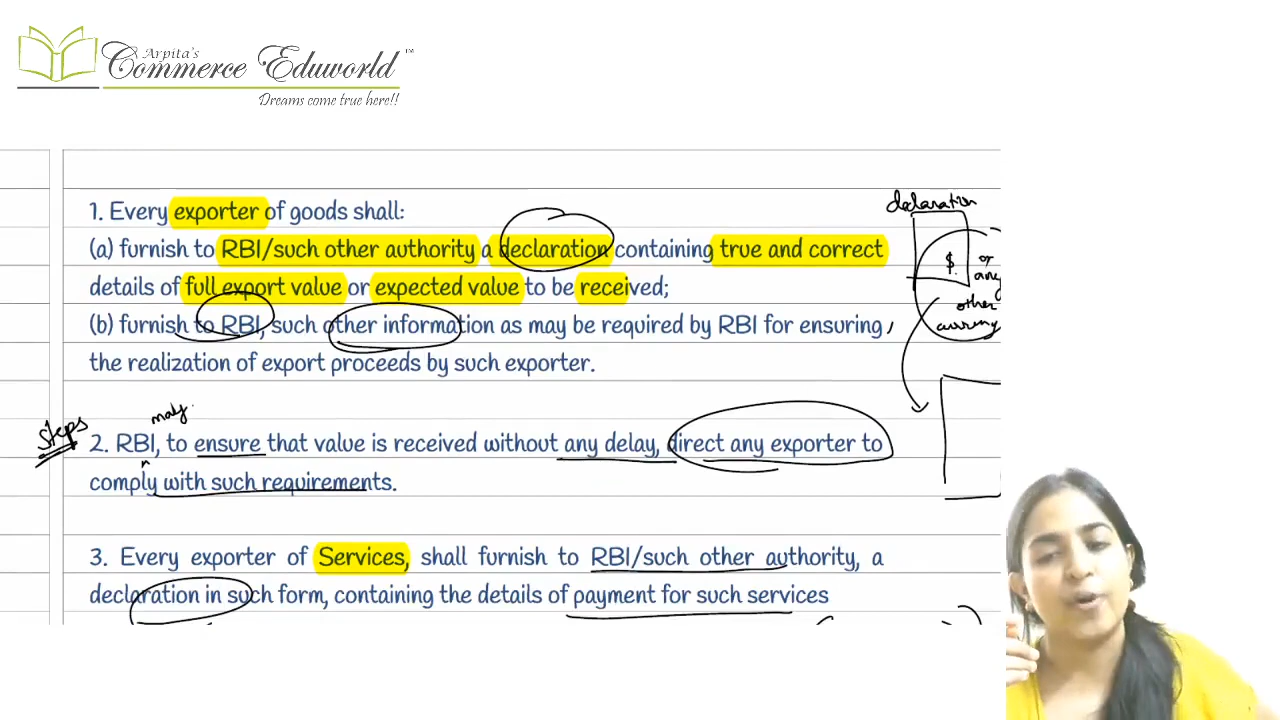 Arpita's
Commerce Eduworld™
Dreams come true here!!
1. Every exporter of goods shall:
(a) furnish to RBI/such other authority a declaration containing true and correct
details of full export value or expected value to be received;
(b) furnish to RBI, such other information as may be required by RBI for ensuring
the realization of export proceeds by such exporter.
declaration
$
or
any
other
currency
may
Steps
2. RBI, to ensure that value is received without any delay, direct any exporter to
comply with such requirements.
3. Every exporter of Services, shall furnish to RBI/such other authority, a
declaration in such form, containing the details of payment for such services